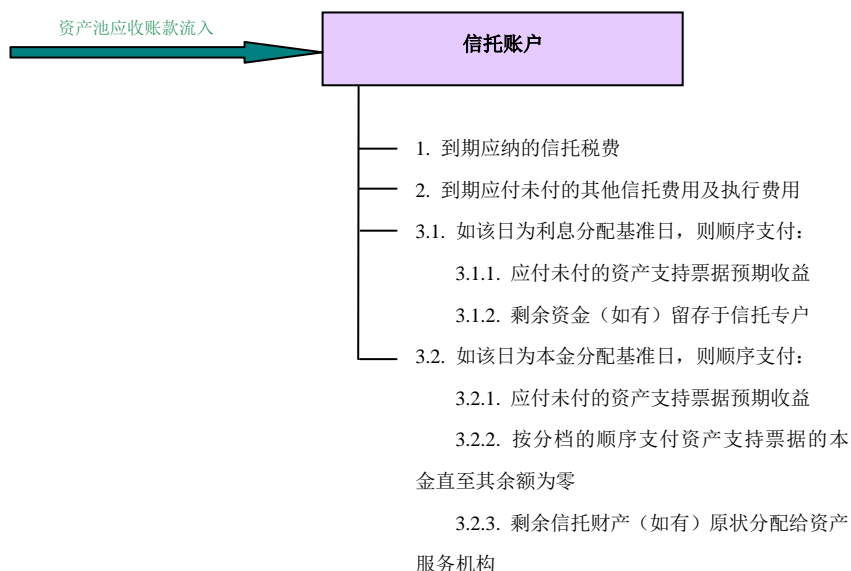 资产池应收账款流入
信托账户
1. 到期应纳的信托税费
2. 到期应付未付的其他信托费用及执行费用
3.1. 如该日为利息分配基准日，则顺序支付：
3.1.1. 应付未付的资产支持票据预期收益
3.1.2. 剩余资金（如有）留存于信托专户
3.2. 如该日为本金分配基准日，则顺序支付：
3.2.1. 应付未付的资产支持票据预期收益
3.2.2. 按分档的顺序支付资产支持票据的本
金直至其余额为零
3.2.3. 剩余信托财产（如有）原状分配给资产
服务机构